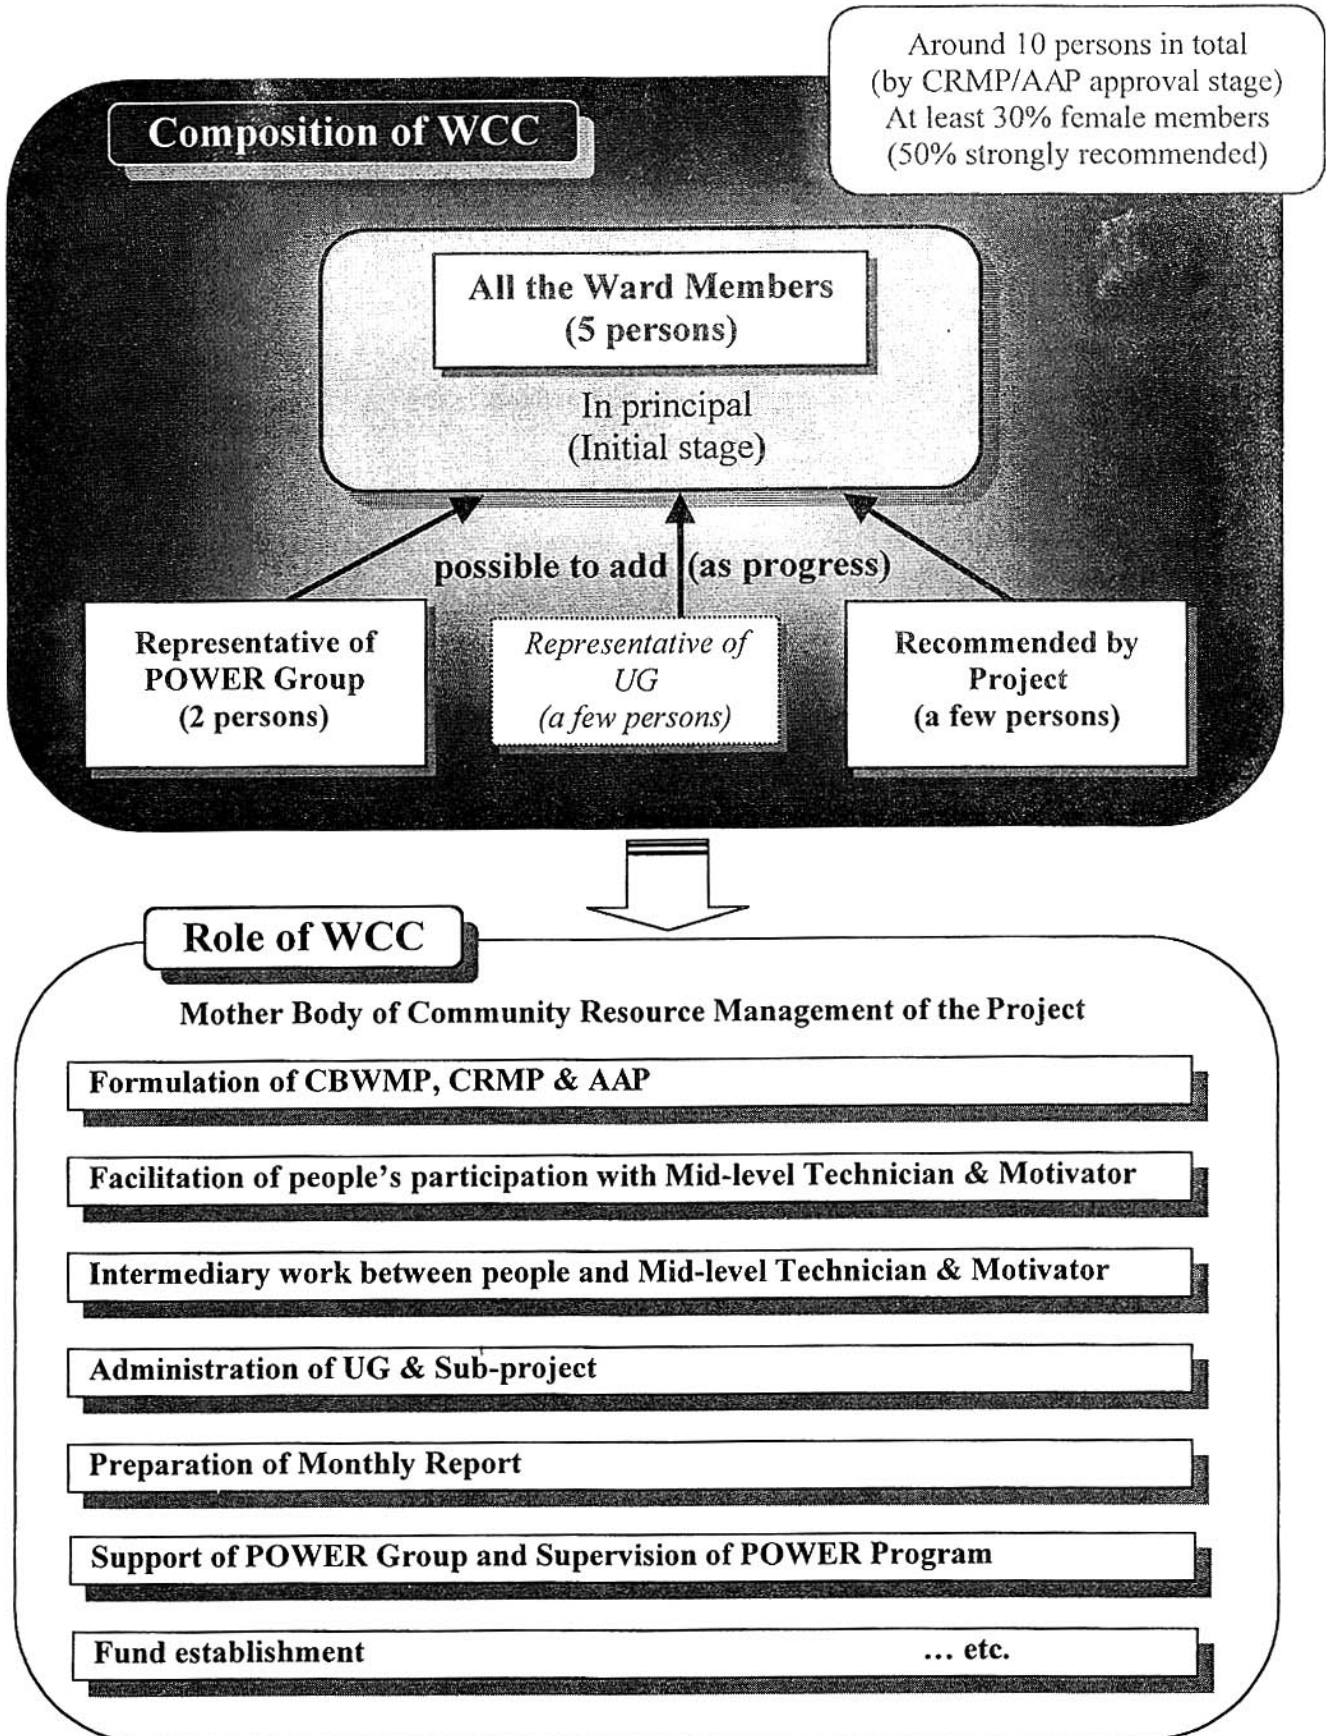 Around 10 persons in total
(by CRMP/AAP approval stage)
At least 30% female members
(50% strongly recommended)
Composition of WCC
All the Ward Members
(5 persons)
In principal
(Initial stage)
possible to add (as progress)
Representative of
POWER Group
(2 persons)
Representative of
UG
(a few persons)
Recommended by
Project
(a few persons)
Role of WCC
Mother Body of Community Resource Management of the Project
Formulation of CBWMP, CRMP & AAP
Facilitation of people's participation with Mid-level Technician & Motivator
Intermediary work between people and Mid-level Technician & Motivator
Administration of UG & Sub-project
Preparation of Monthly Report
Support of POWER Group and Supervision of POWER Program
Fund establishment … etc.